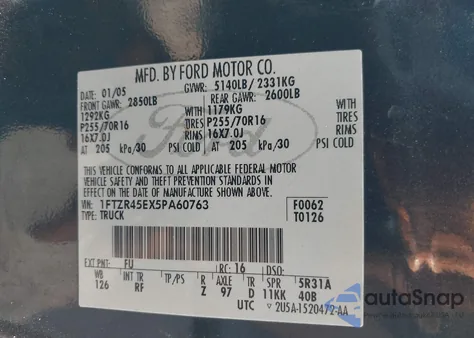 MFD. BY FORD MOTOR CO.
DATE: 01/05 GVWR: 5140LB/ 2331KG
FRONT GAWR: 2850LB REAR GAWR: 2600LB
1292KG 1179KG
P255/70R16 TIRES P255/70R16 TIRES
16X7.0J RIMS 16X7.0J RIMS
AT 205 kPa/30 PSI COLD AT 205 kPa/30 PSI COLD
THIS VEHICLE CONFORMS TO ALL APPLICABLE FEDERAL MOTOR
VEHICLE SAFETY AND THEFT PREVENTION STANDARDS IN
EFFECT ON THE DATE OF MANUFACTURE SHOWN ABOVE.
VIN: 1FTZR45EX5PA60763 F0062
TYPE: TRUCK T0126
EXT PNT: FU RC: 16 DSO:
WB INT TR TP/PS R AXLE TR SPR 5R31A
126 RF Z 97 D 11KK 40B
UTC 2U5A-1520472-AA
Ford
autoSnap